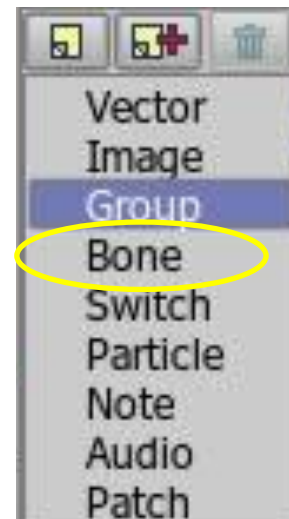 Vector
Image
Group
Bone
Switch
Particle
Note
Audio
Patch